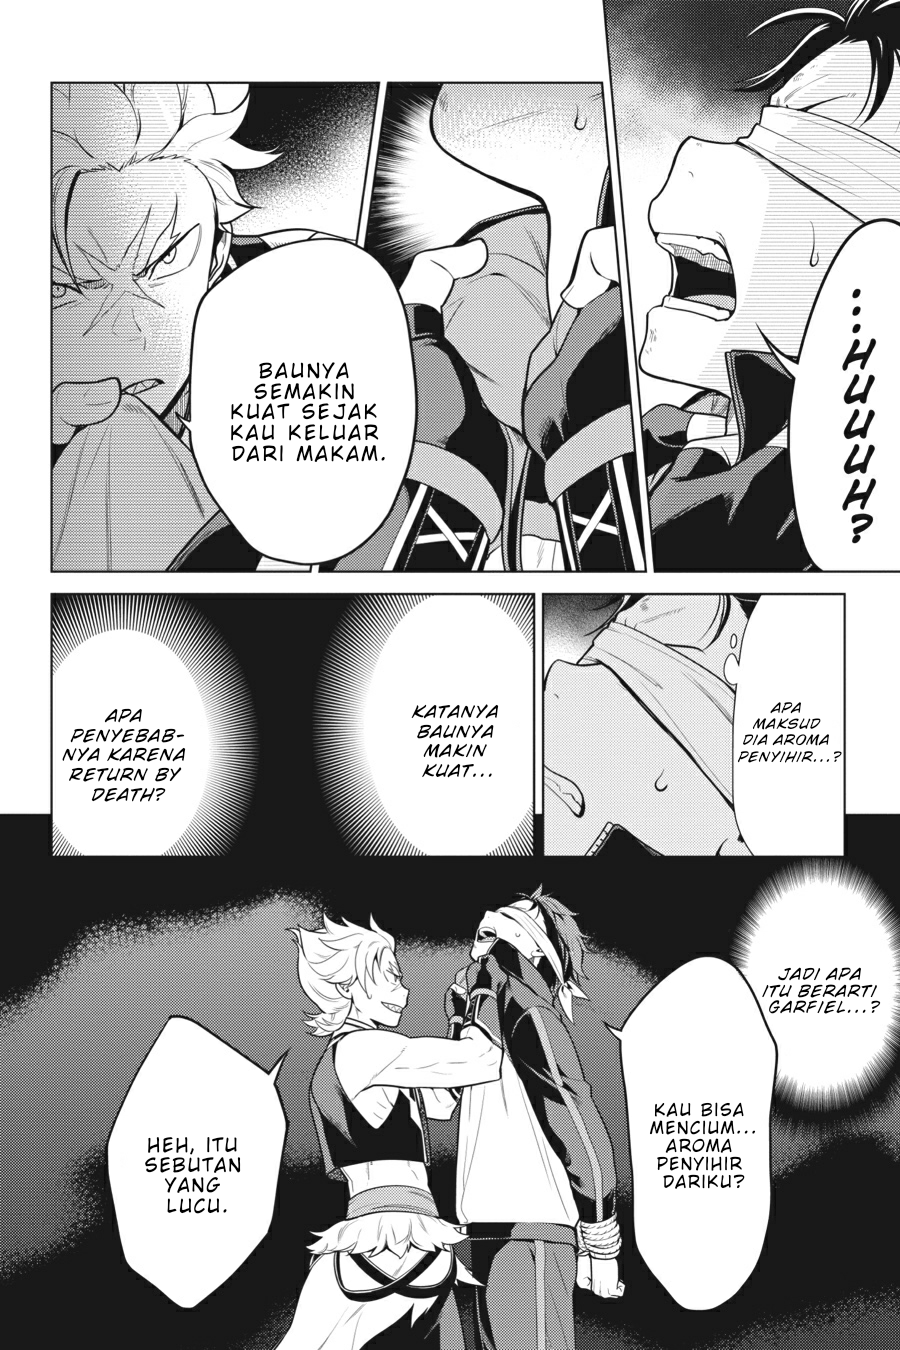 ...HUUUH?
BAUNYA
SEMAKIN
KUAT SEJAK
KAU KELUAR
DARI MAKAM.
APA
MAKSUD
DIA AROMA
PENYIHIR...?
KATANYA
BAUNYA
MAKIN
KUAT...
APA
PENYEBAB-
NYA KARENA
RETURN BY
DEATH?
JADI APA
ITU BERARTI
GARFIEL...?
KAU BISA
MENCIUM...
AROMA
PENYIHIR
DARIKU?
HEH, ITU
SEBUTAN
YANG
LUCU.